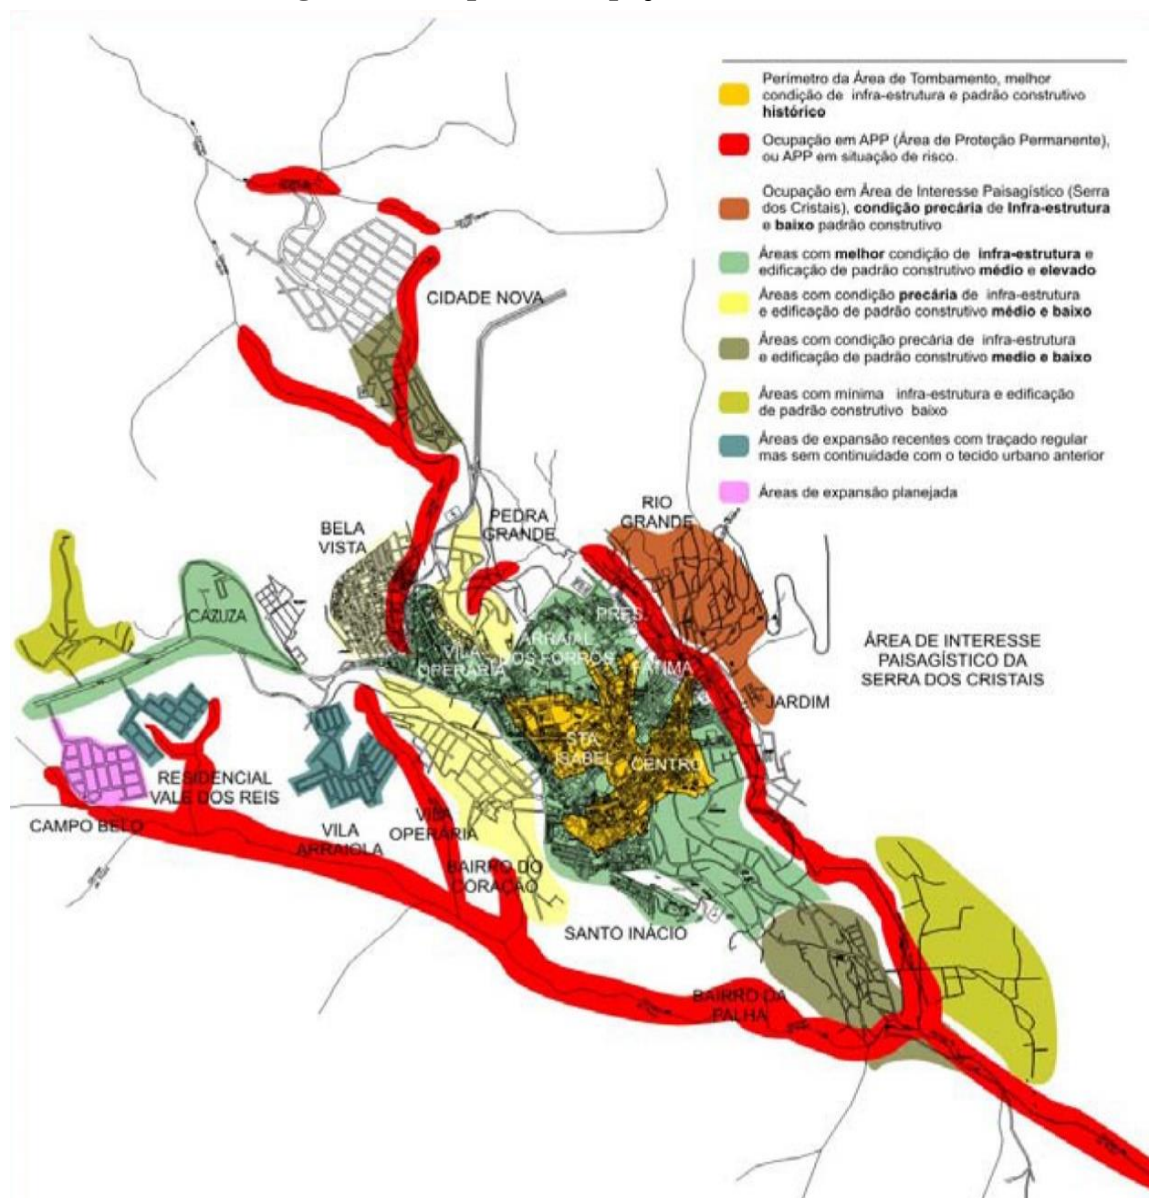 Perímetro da Área de Tombamento, melhor
condição de infra-estrutura e padrão construtivo
histórico
Ocupação em APP (Área de Proteção Permanente),
ou APP em situação de risco.
Ocupação em Área de Interesse Paisagístico (Serra
dos Cristais), condição precária de Infra-estrutura
e baixo padrão construtivo
Áreas com melhor condição de infra-estrutura e
edificação de padrão construtivo médio e elevado
Áreas com condição precária de infra-estrutura
e edificação de padrão construtivo médio e baixo
Áreas com condição precária de infra-estrutura
e edificação de padrão construtivo medio e baixo
Áreas com mínima infra-estrutura e edificação
de padrão construtivo baixo
Áreas de expansão recentes com traçado regular
mas sem continuidade com o tecido urbano anterior
Áreas de expansão planejada
CIDADE NOVA
RIO
GRANDE
PEDRA
GRANDE
BELA
VISTA
CAZUZA
PRES.
ARRAIAL
DOS FORROS
VILA
OPERÁRIA
FÁTIMA
ÁREA DE INTERESSE
PAISAGÍSTICO DA
SERRA DOS CRISTAIS
JARDIM
STA
ISABEL
CENTRO
RESIDENCIAL
VALE DOS REIS
CAMPO BELO
VILA
ARRAIOLA
VILA
OPERÁRIA
BAIRRO DO
CORAÇÃO
SANTO INÁCIO
BAIRRO DA
PALHA